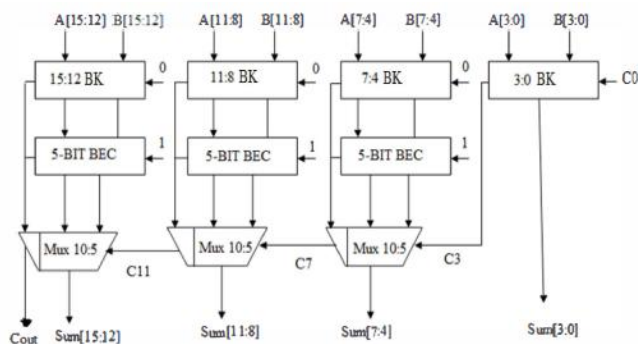 A[15:12] B[15:12] A[11:8] B[11:8] A[7:4] B[7:4] A[3:0] B[3:0]
15:12 BK 0 11:8 BK 0 7:4 BK 0 3:0 BK C0
5-BIT BEC 1 5-BIT BEC 1 5-BIT BEC 1
Mux 10:5 C11 Mux 10:5 C7 Mux 10:5 C3
Cout Sum[15:12] Sum[11:8] Sum[7:4] Sum[3:0]